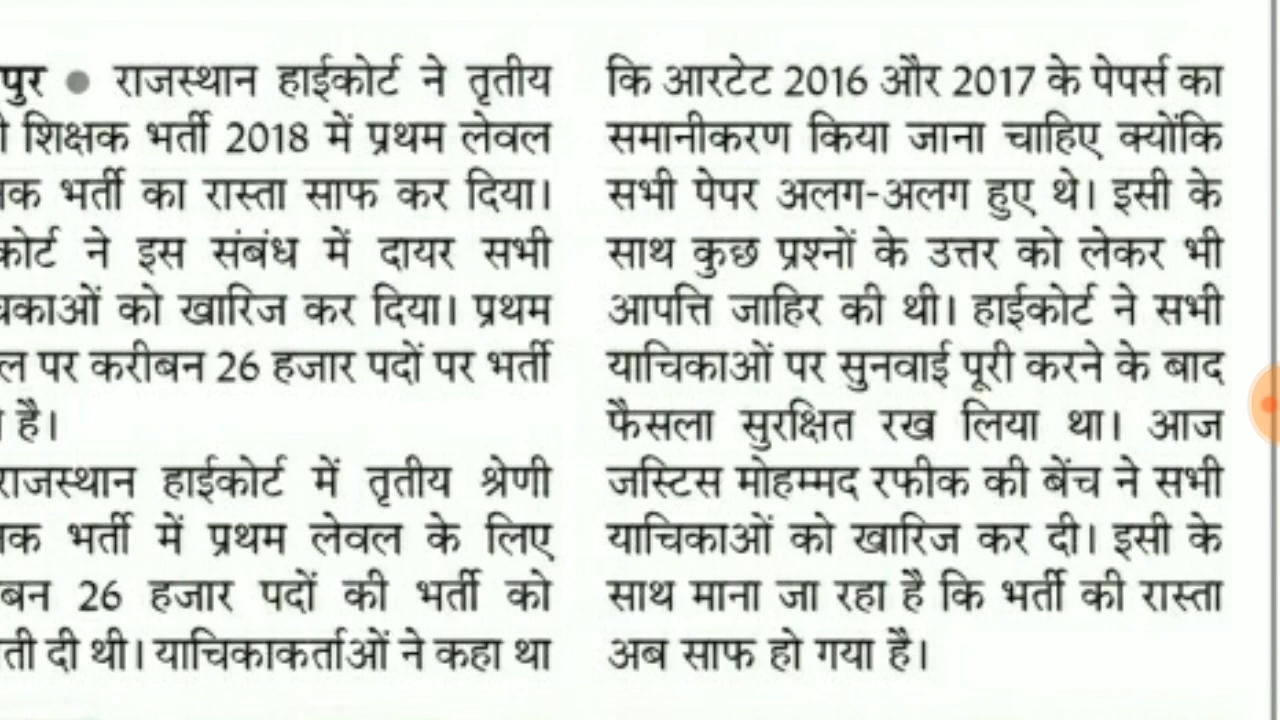 पुर ● राजस्थान हाईकोर्ट ने तृतीय
शिक्षक भर्ती 2018 में प्रथम लेवल
भर्ती का रास्ता साफ कर दिया।
ने इस संबंध में दायर सभी
को खारिज कर दिया। प्रथम
पर करीबन 26 हजार पदों पर भर्ती
है।
राजस्थान हाईकोर्ट में तृतीय श्रेणी
भर्ती में प्रथम लेवल के लिए
26 हजार पदों की भर्ती को
दी थी। याचिकाकर्ताओं ने कहा था
कि आरटेट 2016 और 2017 के पेपर्स का
समानीकरण किया जाना चाहिए क्योंकि
सभी पेपर अलग-अलग हुए थे। इसी के
साथ कुछ प्रश्नों के उत्तर को लेकर भी
आपत्ति जाहिर की थी। हाईकोर्ट ने सभी
याचिकाओं पर सुनवाई पूरी करने के बाद
फैसला सुरक्षित रख लिया था। आज
जस्टिस मोहम्मद रफीक की बेंच ने सभी
याचिकाओं को खारिज कर दी। इसी के
साथ माना जा रहा है कि भर्ती की रास्ता
अब साफ हो गया है।